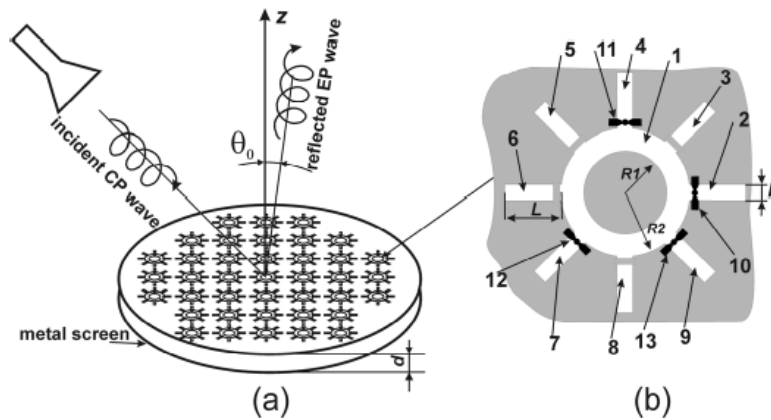 z
incident CP wave
reflected EP wave
θ0
metal screen
d
(a)
5
11
4
1
3
2
6
R1
L
R2
10
12
7
8
13
9
(b)